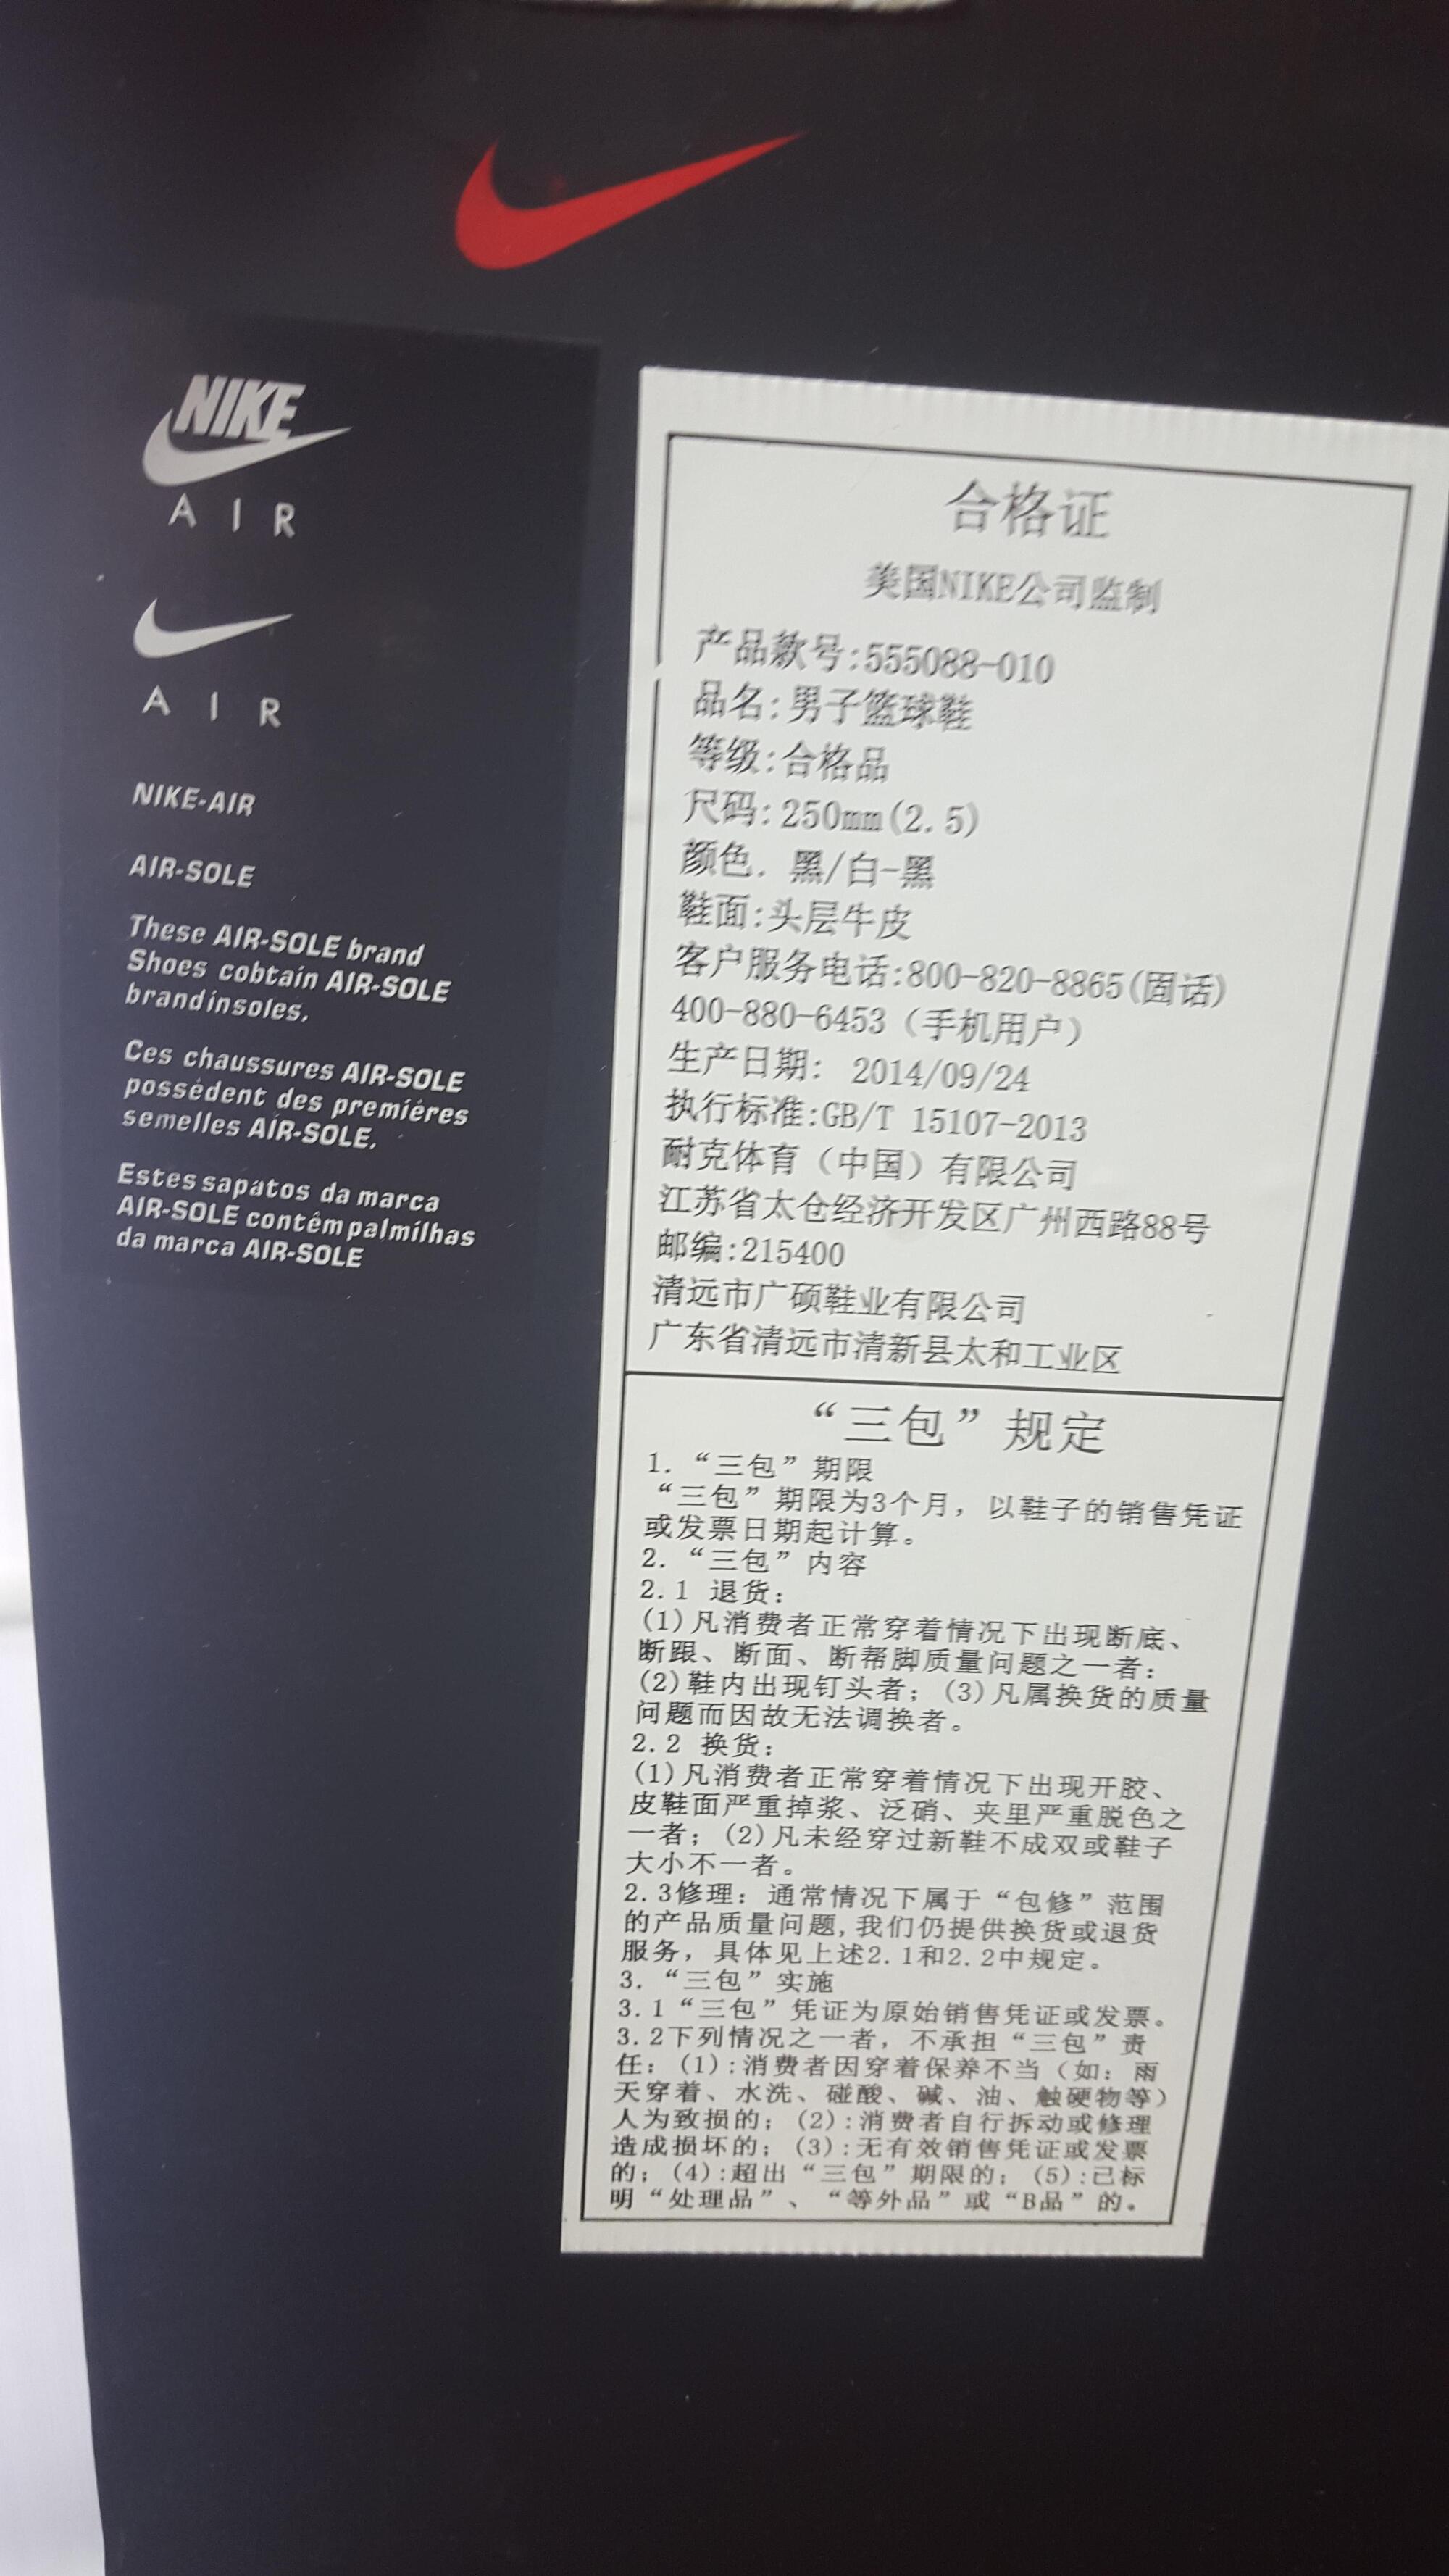 NIKE
AIR
AIR
NIKE-AIR
AIR-SOLE
These AIR-SOLE brand
Shoes cobtain AIR-SOLE
brandinsoles.
Ces chaussures AIR-SOLE
possèdent des premières
semelles AIR-SOLE.
Estes sapatos da marca
AIR-SOLE contêm palmilhas
da marca AIR-SOLE
合格证
美国NIKE公司监制
产品款号:555088-010
品名:男子篮球鞋
等级:合格品
尺码:250mm(2.5)
颜色. 黑/白-黑
鞋面:头层牛皮
客户服务电话:800-820-8865(固话)
400-880-6453（手机用户）
生产日期: 2014/09/24
执行标准:GB/T 15107-2013
耐克体育（中国）有限公司
江苏省太仓经济开发区广州西路88号
邮编:215400
清远市广硕鞋业有限公司
广东省清远市清新县太和工业区
“三包”规定
1. “三包”期限
“三包”期限为3个月，以鞋子的销售凭证
或发票日期起计算。
2. “三包”内容
2.1 退货：
(1)凡消费者正常穿着情况下出现断底、
断跟、断面、断帮脚质量问题之一者：
(2)鞋内出现钉头者；(3)凡属换货的质量
问题而因故无法调换者。
2.2 换货：
(1)凡消费者正常穿着情况下出现开胶、
皮鞋面严重掉浆、泛硝、夹里严重脱色之
一者；(2)凡未经穿过新鞋不成双或鞋子
大小不一者。
2.3修理：通常情况下属于“包修”范围
的产品质量问题,我们仍提供换货或退货
服务，具体见上述2.1和2.2中规定。
3. “三包”实施
3.1“三包”凭证为原始销售凭证或发票。
3.2下列情况之一者，不承担“三包”责
任：(1):消费者因穿着保养不当（如：雨
天穿着、水洗、碰酸、碱、油、触硬物等）
人为致损的；(2):消费者自行拆动或修理
造成损坏的；(3):无有效销售凭证或发票
的；(4):超出“三包”期限的；(5):己标
明“处理品”、“等外品”或“B品”的。